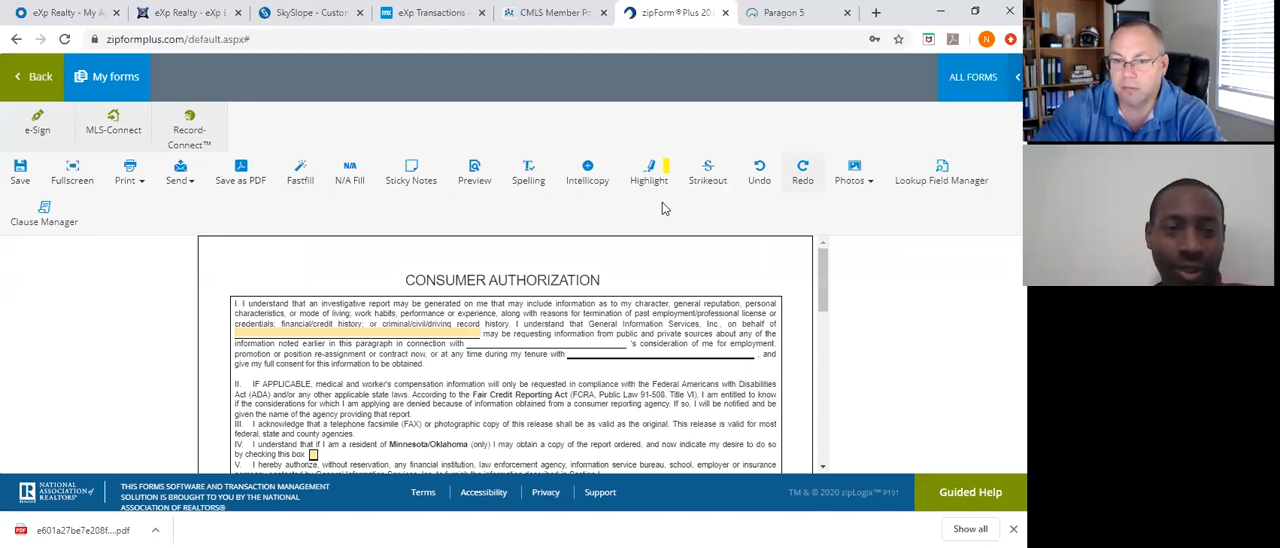 eXp Realty - My A
eXp Realty - eXp E
SkySlope - Custom
eXp Transactions -
CMLS Member Po
zipForm® Plus 202
Paragon 5
zipformplus.com/default.aspx#
N
Back
My forms
ALL FORMS
e-Sign
MLS-Connect
Record-
Connect™
Save
Fullscreen
Print
Send
Save as PDF
Fastfill
N/A
N/A Fill
Sticky Notes
Preview
Spelling
Intellicopy
Highlight
Strikeout
Undo
Redo
Photos
Lookup Field Manager
Clause Manager
CONSUMER AUTHORIZATION
I. I understand that an investigative report may be generated on me that may include information as to my character, general reputation, personal
characteristics, or mode of living; work habits, performance or experience, along with reasons for termination of past employment/professional license or
credentials; financial/credit history; or criminal/civil/driving record history. I understand that General Information Services, Inc., on behalf of
may be requesting information from public and private sources about any of the
information noted earlier in this paragraph in connection with 's consideration of me for employment,
promotion or position re-assignment or contract now, or at any time during my tenure with , and
give my full consent for this information to be obtained.
II. IF APPLICABLE, medical and worker's compensation information will only be requested in compliance with the Federal Americans with Disabilities
Act (ADA) and/or any other applicable state laws. According to the Fair Credit Reporting Act (FCRA, Public Law 91-508, Title VI), I am entitled to know
if the considerations for which I am applying are denied because of information obtained from a consumer reporting agency. If so, I will be notified and be
given the name of the agency providing that report.
III. I acknowledge that a telephone facsimile (FAX) or photographic copy of this release shall be as valid as the original. This release is valid for most
federal, state and county agencies.
IV. I understand that if I am a resident of Minnesota/Oklahoma (only) I may obtain a copy of the report ordered, and now indicate my desire to do so
by checking this box
V. I hereby authorize, without reservation, any financial institution, law enforcement agency, information service bureau, school, employer or insurance
NATIONAL
ASSOCIATION of
REALTORS®
THIS FORMS SOFTWARE AND TRANSACTION MANAGEMENT
SOLUTION IS BROUGHT TO YOU BY THE NATIONAL
ASSOCIATION OF REALTORS®
Terms
Accessibility
Privacy
Support
TM & © 2020 zipLogix™ P191
Guided Help
e601a27be7e208f....pdf
Show all